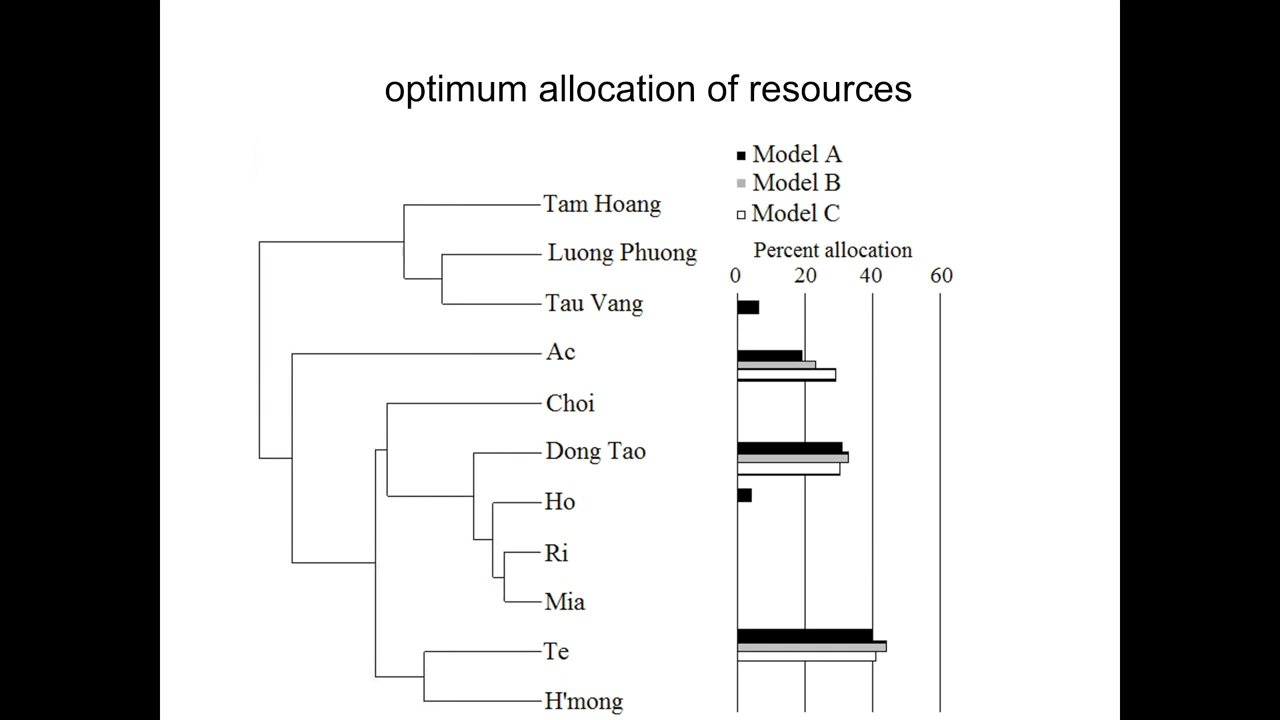 optimum allocation of resources
Model A
Model B
Model C
Percent allocation
0 20 40 60
Tam Hoang
Luong Phuong
Tau Vang
Ac
Choi
Dong Tao
Ho
Ri
Mia
Te
H'mong